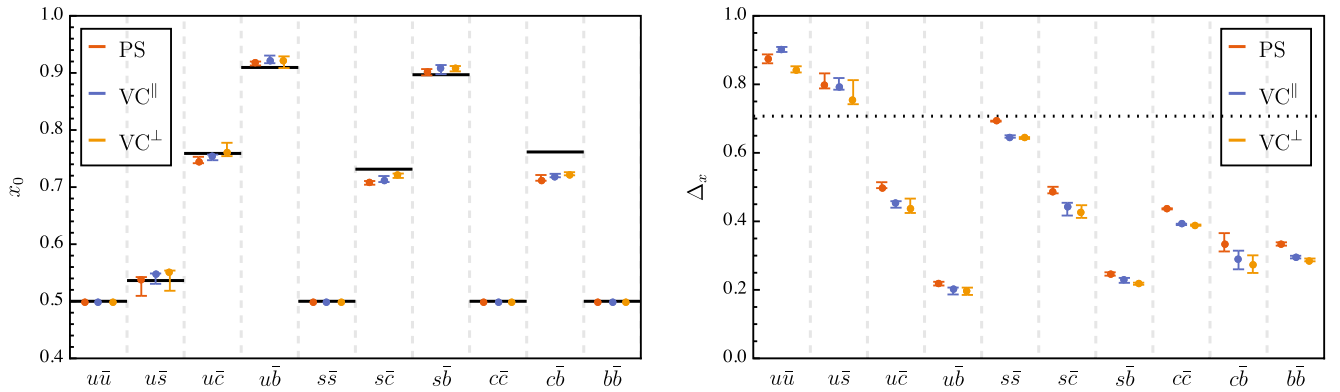 1.0
0.9
0.8
0.7
0.6
0.5
0.4
x₀
PS
VC∥
VC⊥
uū us̄ uc̄ ub̄ ss̄ sc̄ sb̄ cc̄ cb̄ bb̄
1.0
0.8
0.6
0.4
0.2
0.0
Δₓ
PS
VC∥
VC⊥
uū us̄ uc̄ ub̄ ss̄ sc̄ sb̄ cc̄ cb̄ bb̄